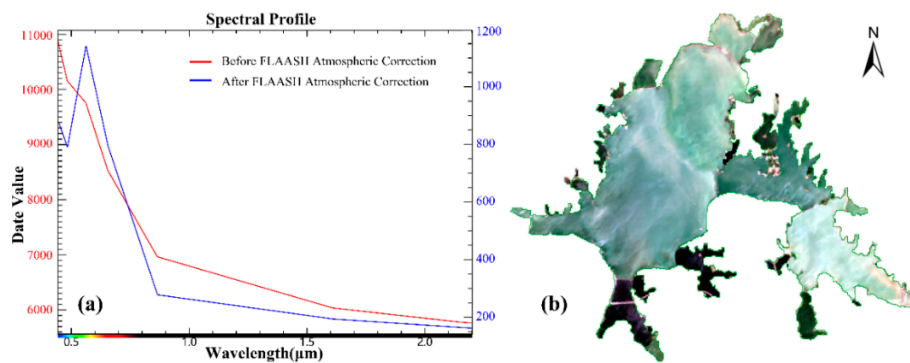 Spectral Profile
11000
10000
9000
8000
7000
6000
Date Value
Before FLAASH Atmospheric Correction
After FLAASH Atmospheric Correction
1200
1000
800
600
400
200
(a)
0.5
1.0
1.5
2.0
Wavelength(μm)
N
(b)